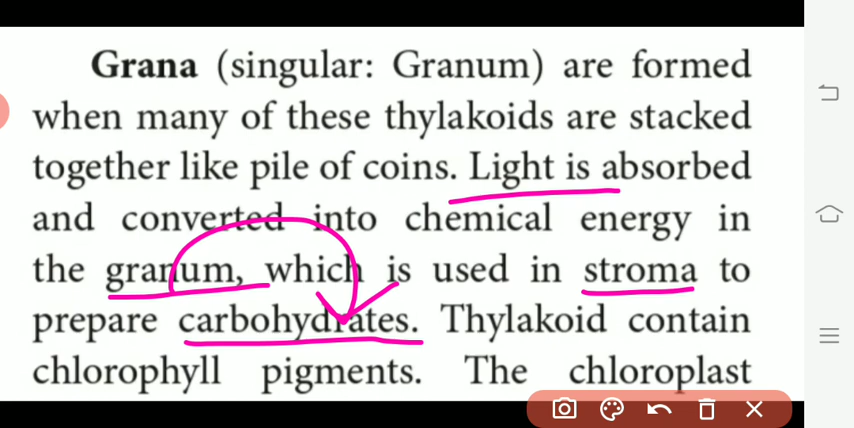 Grana (singular: Granum) are formed
when many of these thylakoids are stacked
together like pile of coins. Light is absorbed
and converted into chemical energy in
the granum, which is used in stroma to
prepare carbohydrates. Thylakoid contain
chlorophyll pigments. The chloroplast